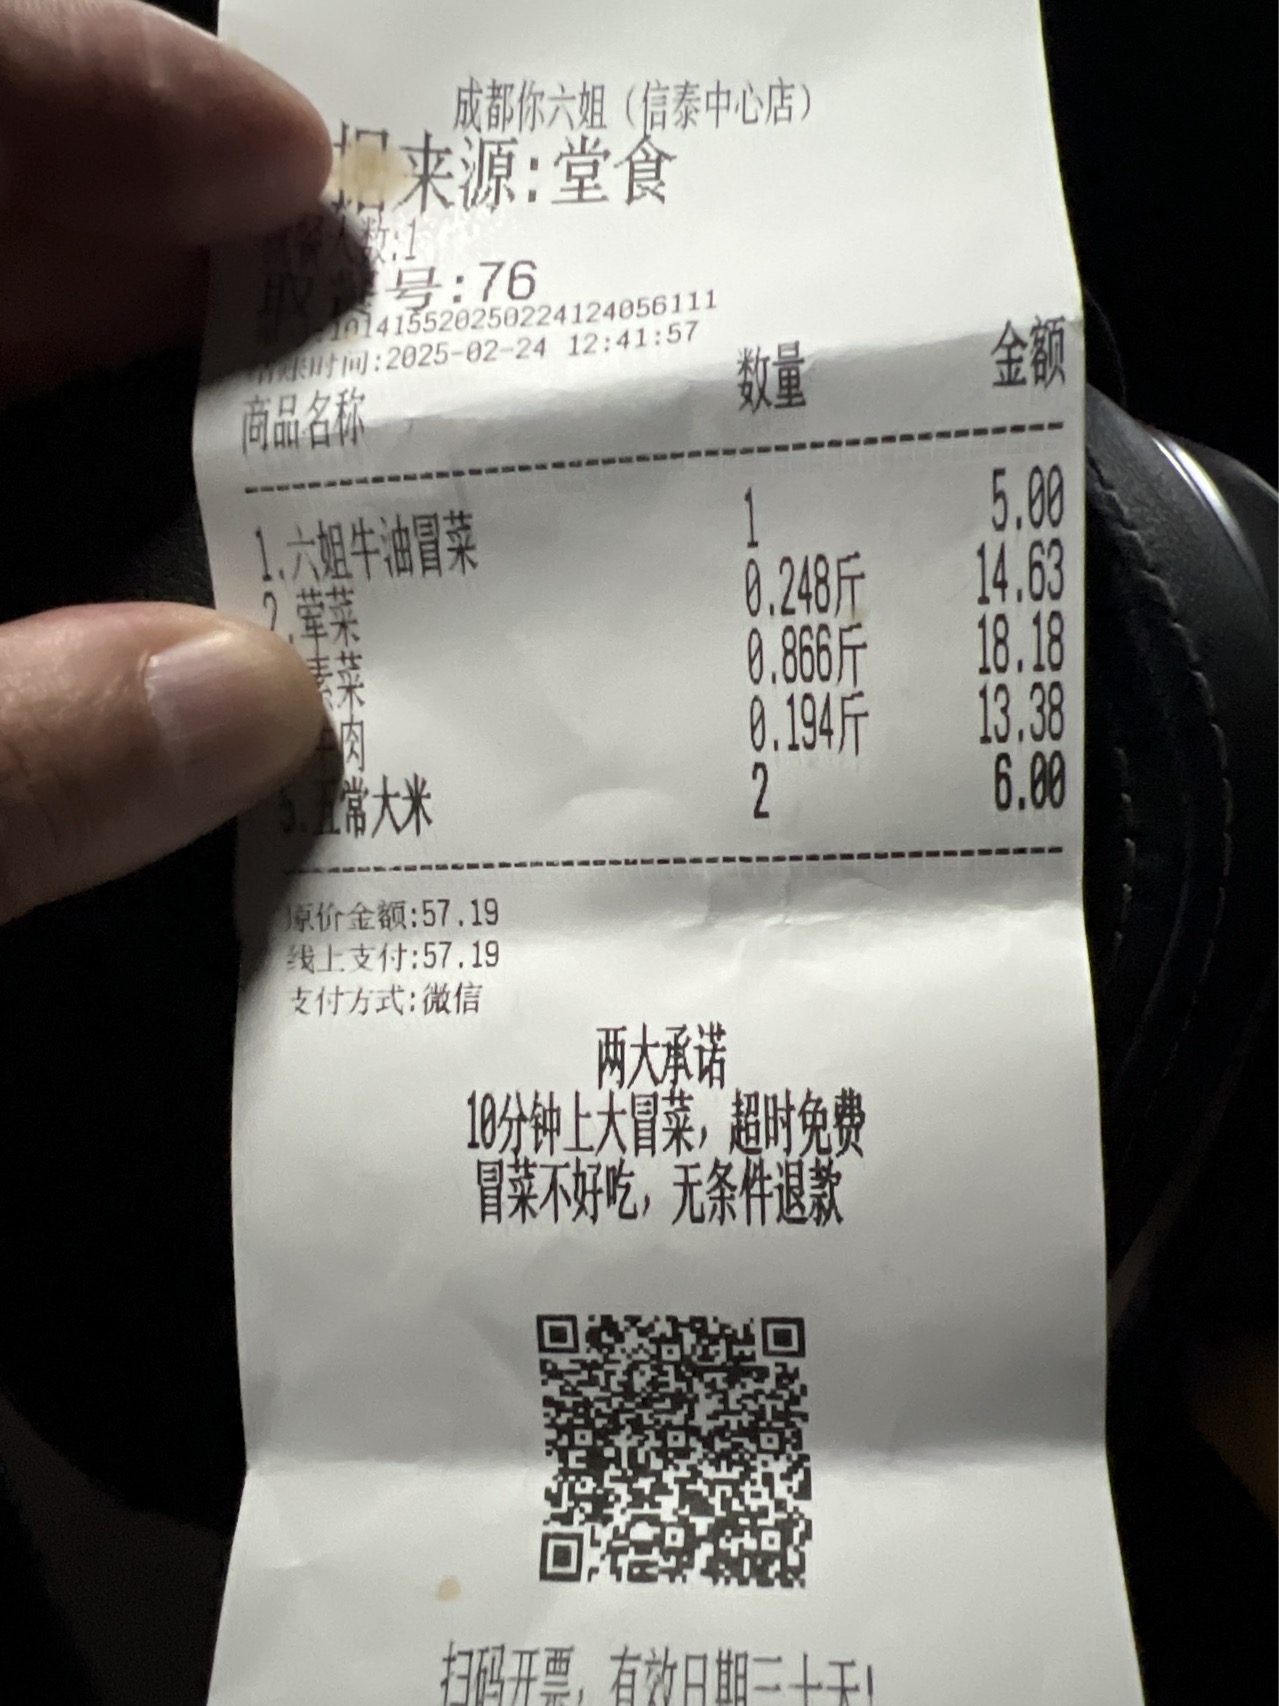 成都你六姐（信泰中心店）
来源:堂食
数:1
号:76
1014155202502241240​56111
时间:2025-02-24 12:41:57
商品名称 数量 金额
1.六姐牛油冒菜 1 5.00
2.荤菜 0.248斤 14.63
素菜 0.866斤 18.18
肉 0.194斤 13.38
5.五常大米 2 6.00
原价金额:57.19
线上支付:57.19
支付方式:微信
两大承诺
10分钟上大冒菜，超时免费
冒菜不好吃，无条件退款
扫码开票，有效日期三十天!